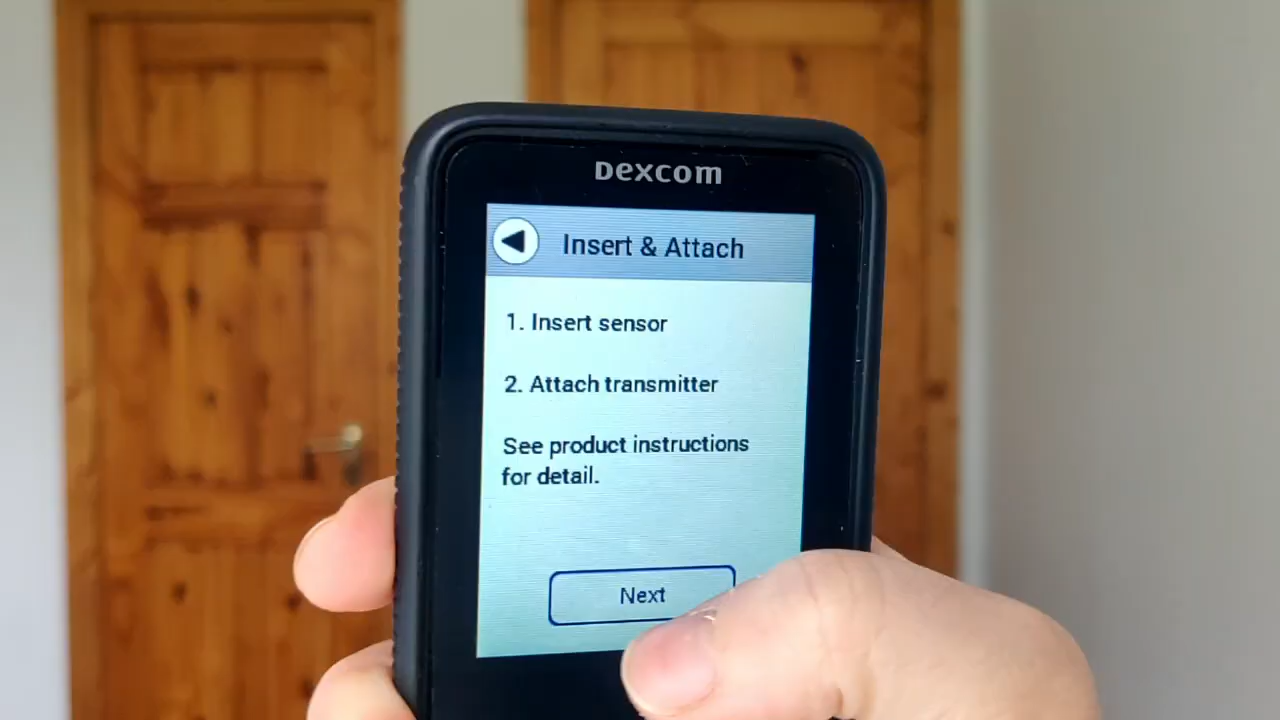 Dexcom
Insert & Attach
1. Insert sensor
2. Attach transmitter
See product instructions
for detail.
Next